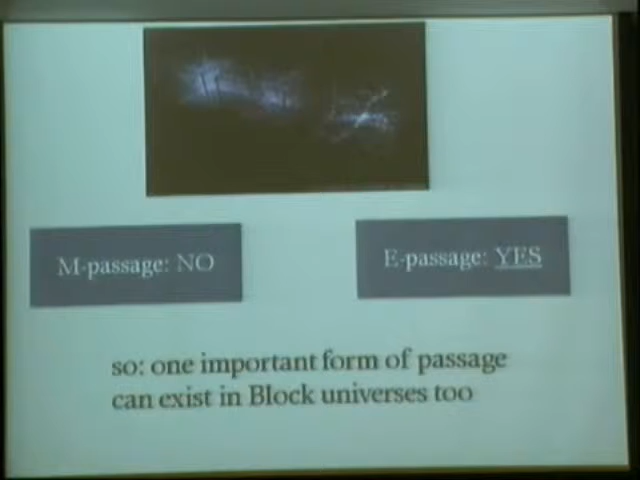 M-passage: NO
E-passage: YES
so: one important form of passage
can exist in Block universes too